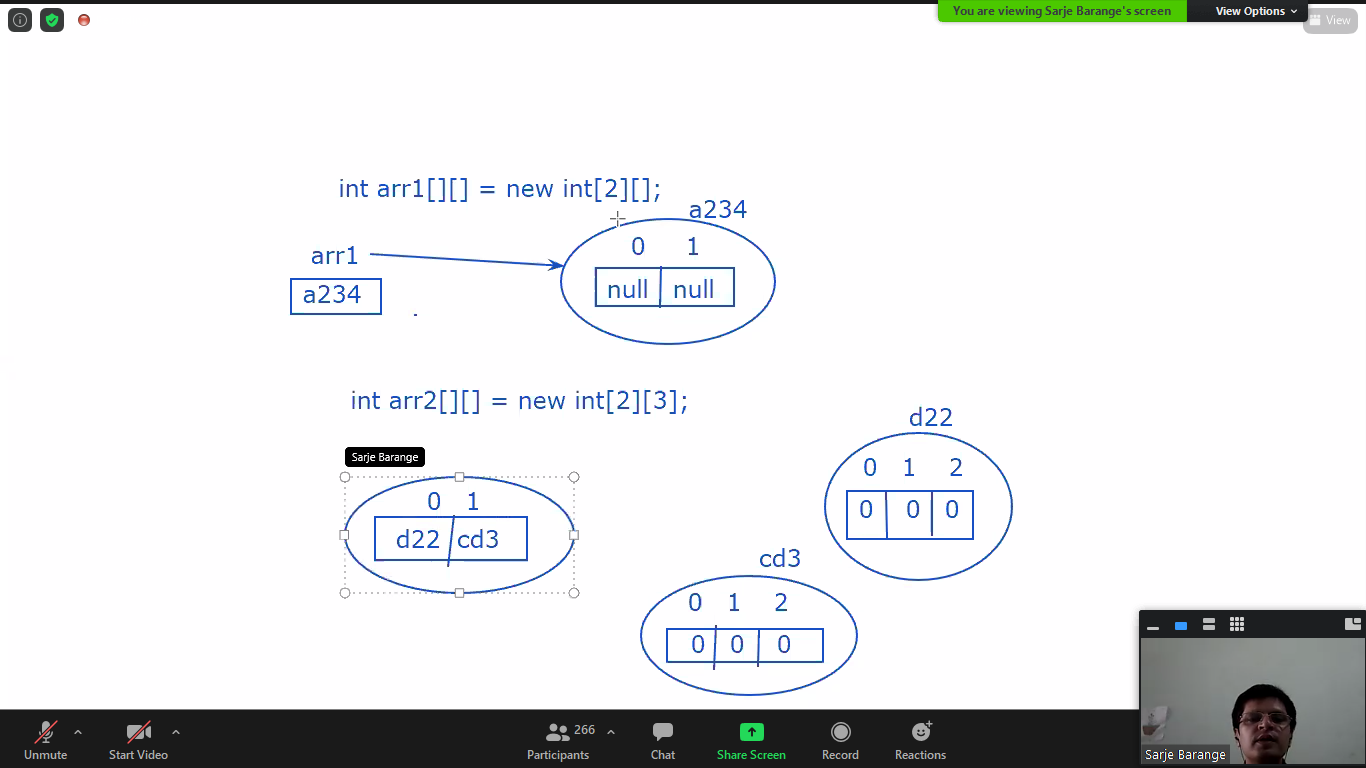 You are viewing Sarje Barange's screen
View Options
View
int arr1[][] = new int[2][];
a234
arr1
0 1
a234
null null
int arr2[][] = new int[2][3];
d22
Sarje Barange
0 1 2
0 1
0 0 0
d22 cd3
cd3
0 1 2
0 0 0
Unmute
Start Video
Participants
266
Chat
Share Screen
Record
Reactions
Sarje Barange